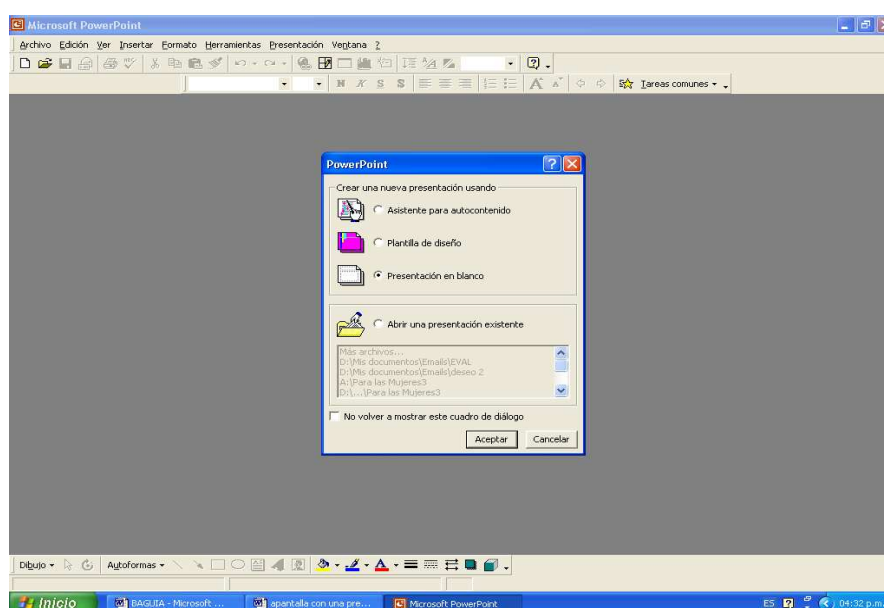 Microsoft PowerPoint
Archivo Edición Ver Insertar Formato Herramientas Presentación Ventana ?
N K S S Tareas comunes
PowerPoint
Crear una nueva presentación usando
Asistente para autocontenido
Plantilla de diseño
Presentación en blanco
Abrir una presentación existente
Más archivos...
D:\Mis documentos\Emails\EVAL
D:\Mis documentos\Emails\deseo 2
A:\Para las Mujeres3
D:\...\Para las Mujeres3
No volver a mostrar este cuadro de diálogo
Aceptar Cancelar
Dibujo Autoformas
Inicio BAGUIA - Microsoft ... apantalla con una pre... Microsoft PowerPoint ES 04:32 p.m.